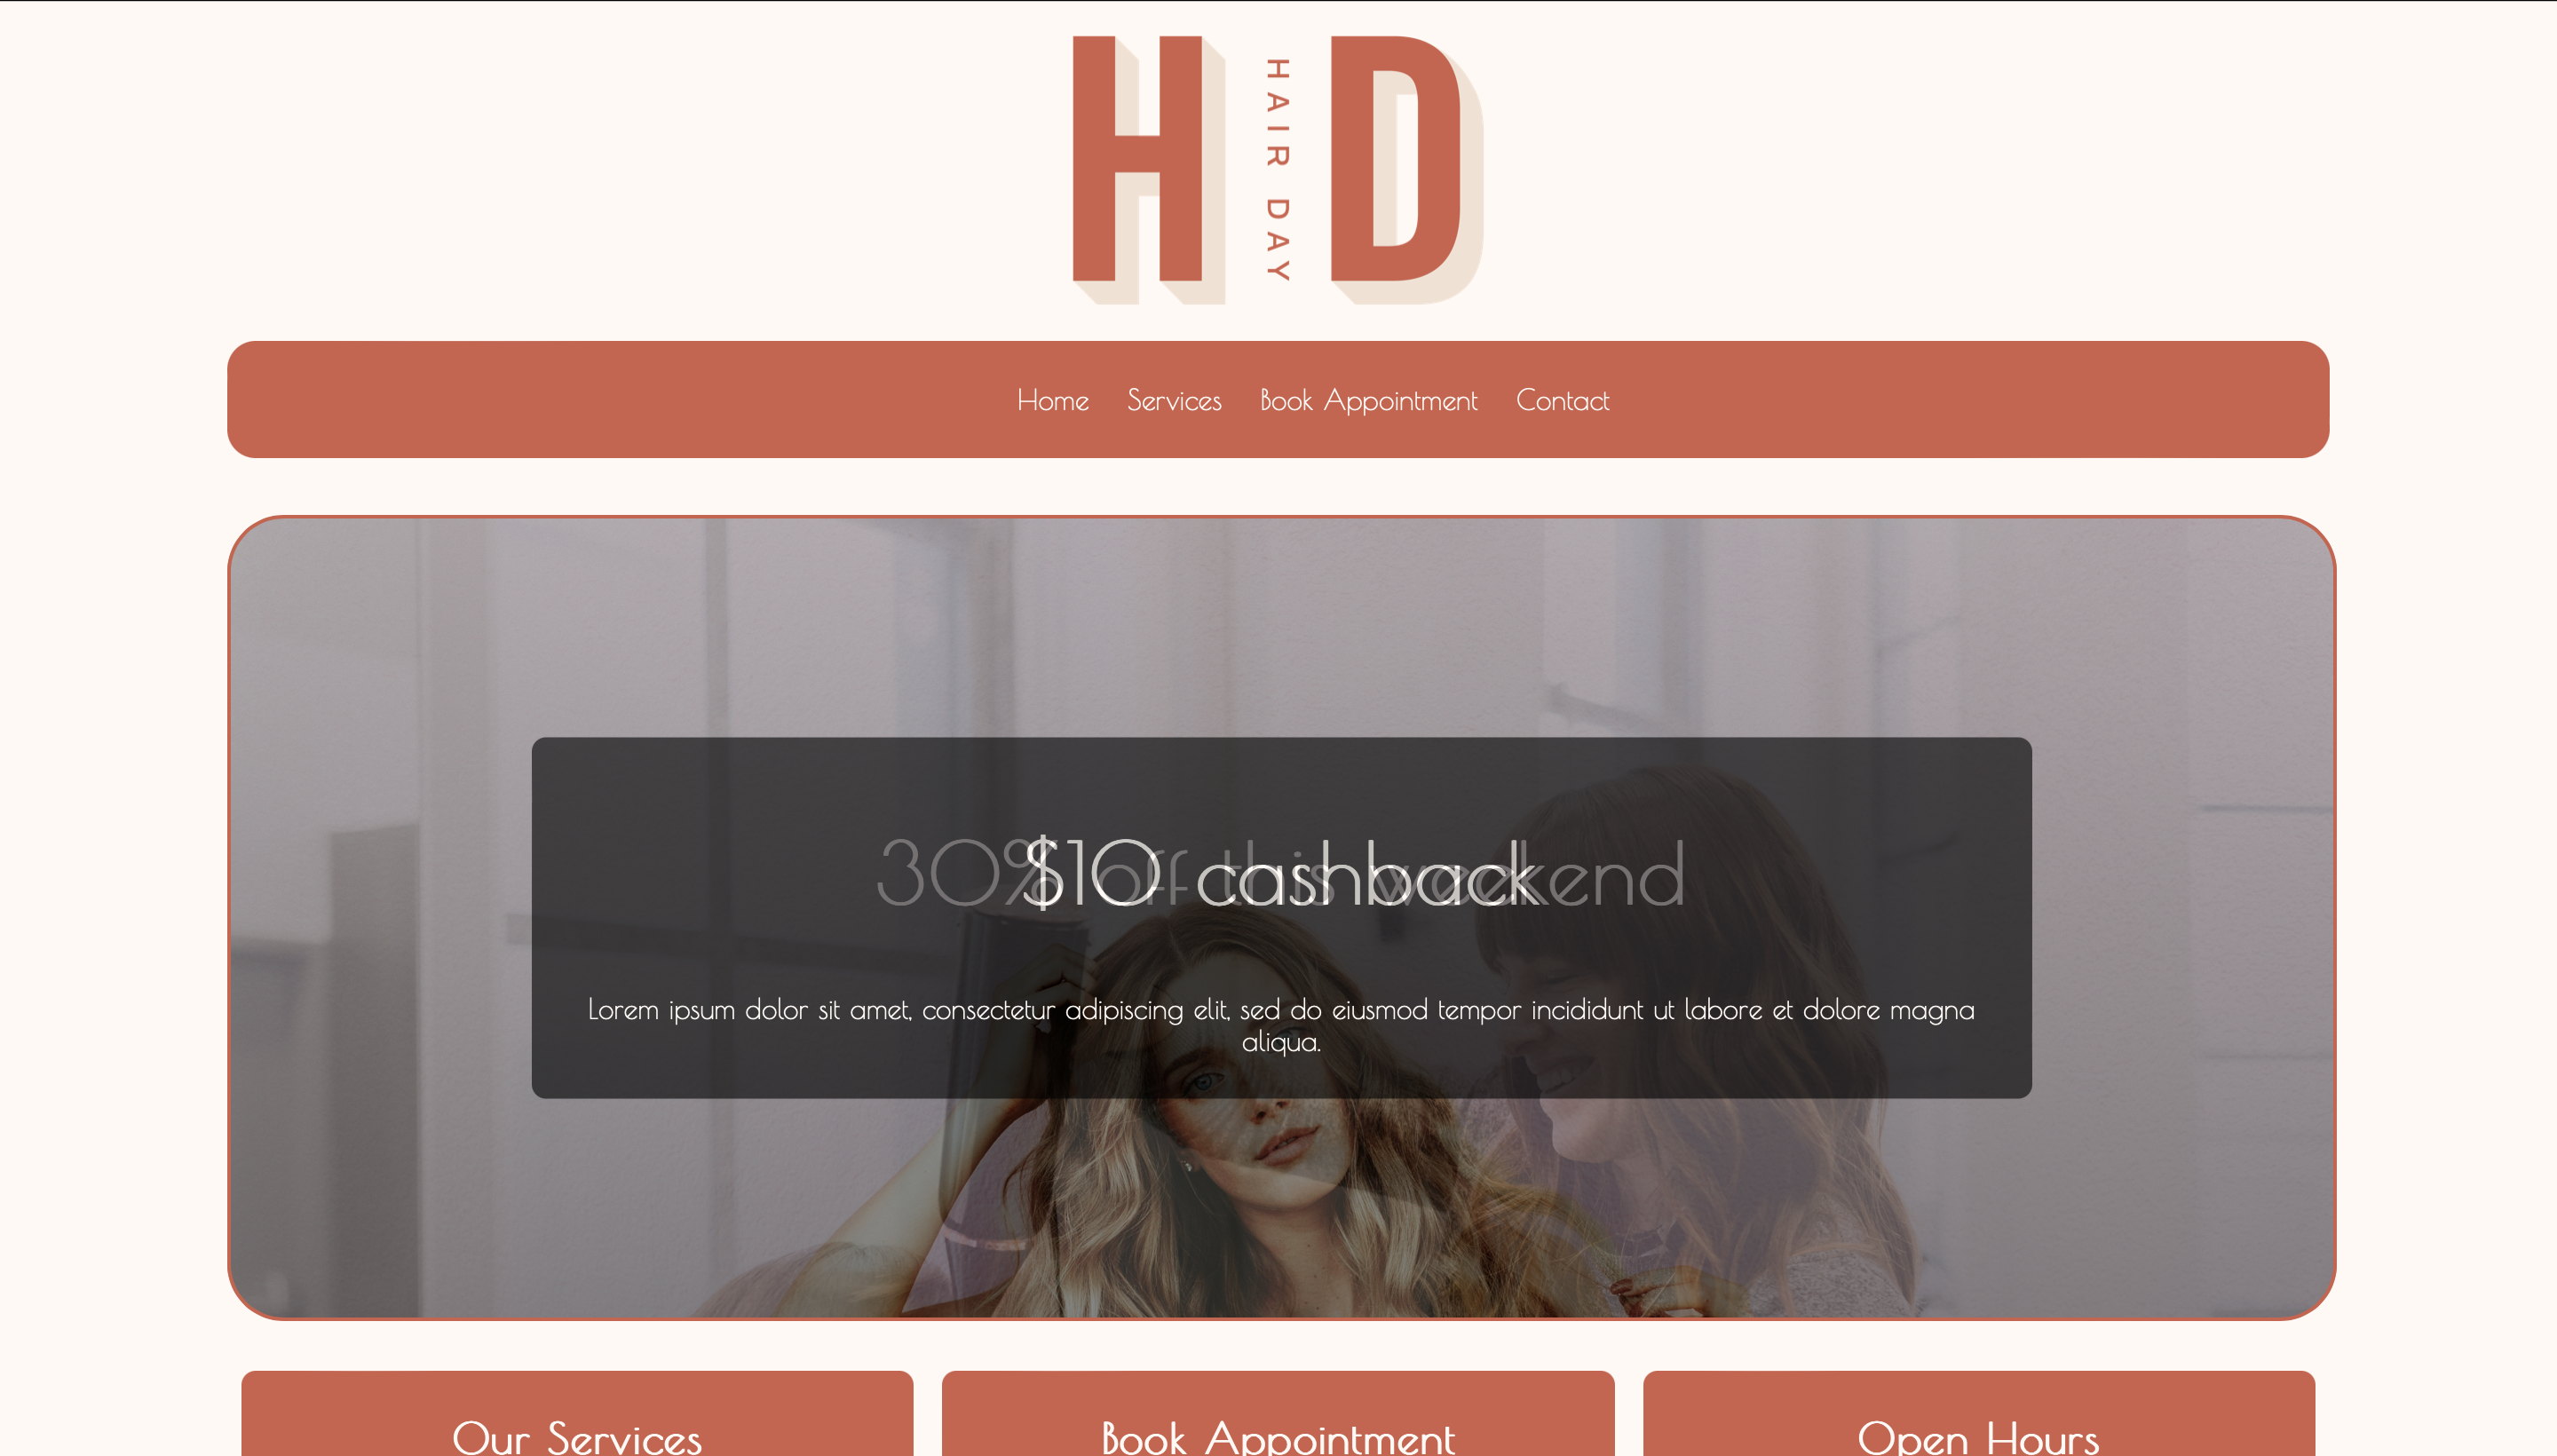 H D
HAIR DAY
Home Services Book Appointment Contact
30% off this weekend
$10 cashback
Lorem ipsum dolor sit amet, consectetur adipiscing elit, sed do eiusmod tempor incididunt ut labore et dolore magna
aliqua.
Our Services Book Appointment Open Hours